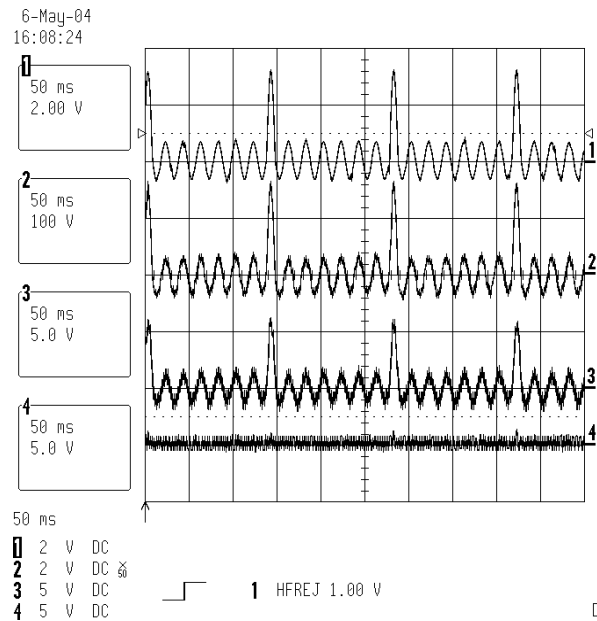 6-May-04
16:08:24
1
50 ms
2.00 V
2
50 ms
100 V
3
50 ms
5.0 V
4
50 ms
5.0 V
1
2
3
4
50 ms
1 2 V DC
2 2 V DC × 50
3 5 V DC
4 5 V DC
1 HFREJ 1.00 V